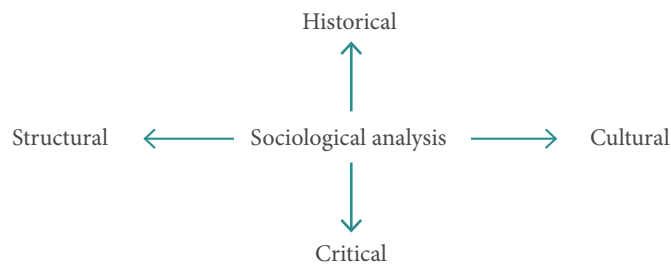 Historical
Structural
Sociological analysis
Cultural
Critical